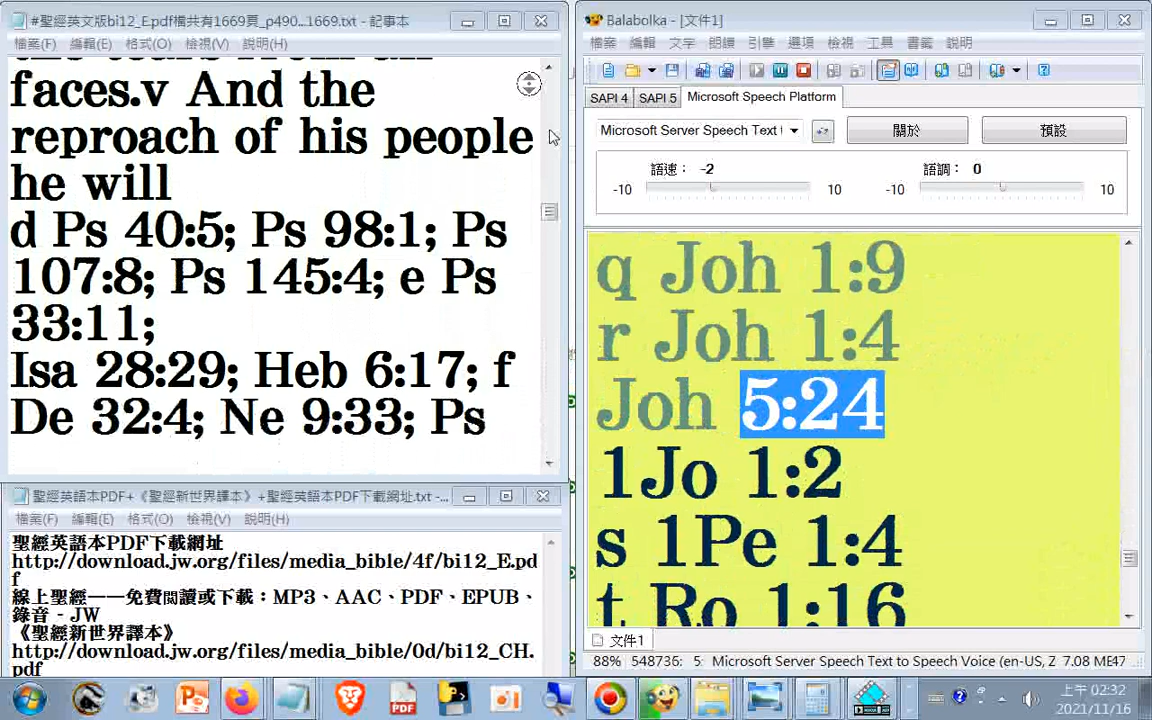 #聖經英文版bi12_E.pdf檔共有1669頁_p490...1669.txt - 記事本
檔案(F) 編輯(E) 格式(O) 檢視(V) 說明(H)
faces.v And the
reproach of his people
he will
d Ps 40:5; Ps 98:1; Ps
107:8; Ps 145:4; e Ps
33:11;
Isa 28:29; Heb 6:17; f
De 32:4; Ne 9:33; Ps
聖經英語本PDF+《聖經新世界譯本》+聖經英語本PDF下載網址.txt -...
檔案(F) 編輯(E) 格式(O) 檢視(V) 說明(H)
聖經英語本PDF下載網址
http://download.jw.org/files/media_bible/4f/bi12_E.pd
f
線上聖經——免費閱讀或下載：MP3、AAC、PDF、EPUB、
錄音 - JW
《聖經新世界譯本》
http://download.jw.org/files/media_bible/0d/bi12_CH.
pdf
Balabolka - [文件1]
檔案 編輯 文字 朗讀 引擎 選項 檢視 工具 書籤 說明
SAPI 4 SAPI 5 Microsoft Speech Platform
Microsoft Server Speech Text 關於 預設
語速： -2 語調： 0
-10 10 -10 10
q Joh 1:9
r Joh 1:4
Joh 5:24
1Jo 1:2
s 1Pe 1:4
t Ro 1:16
文件1
88% 548736: 5: Microsoft Server Speech Text to Speech Voice (en-US, Z 7.08 ME47
上午 02:32
2021/11/16